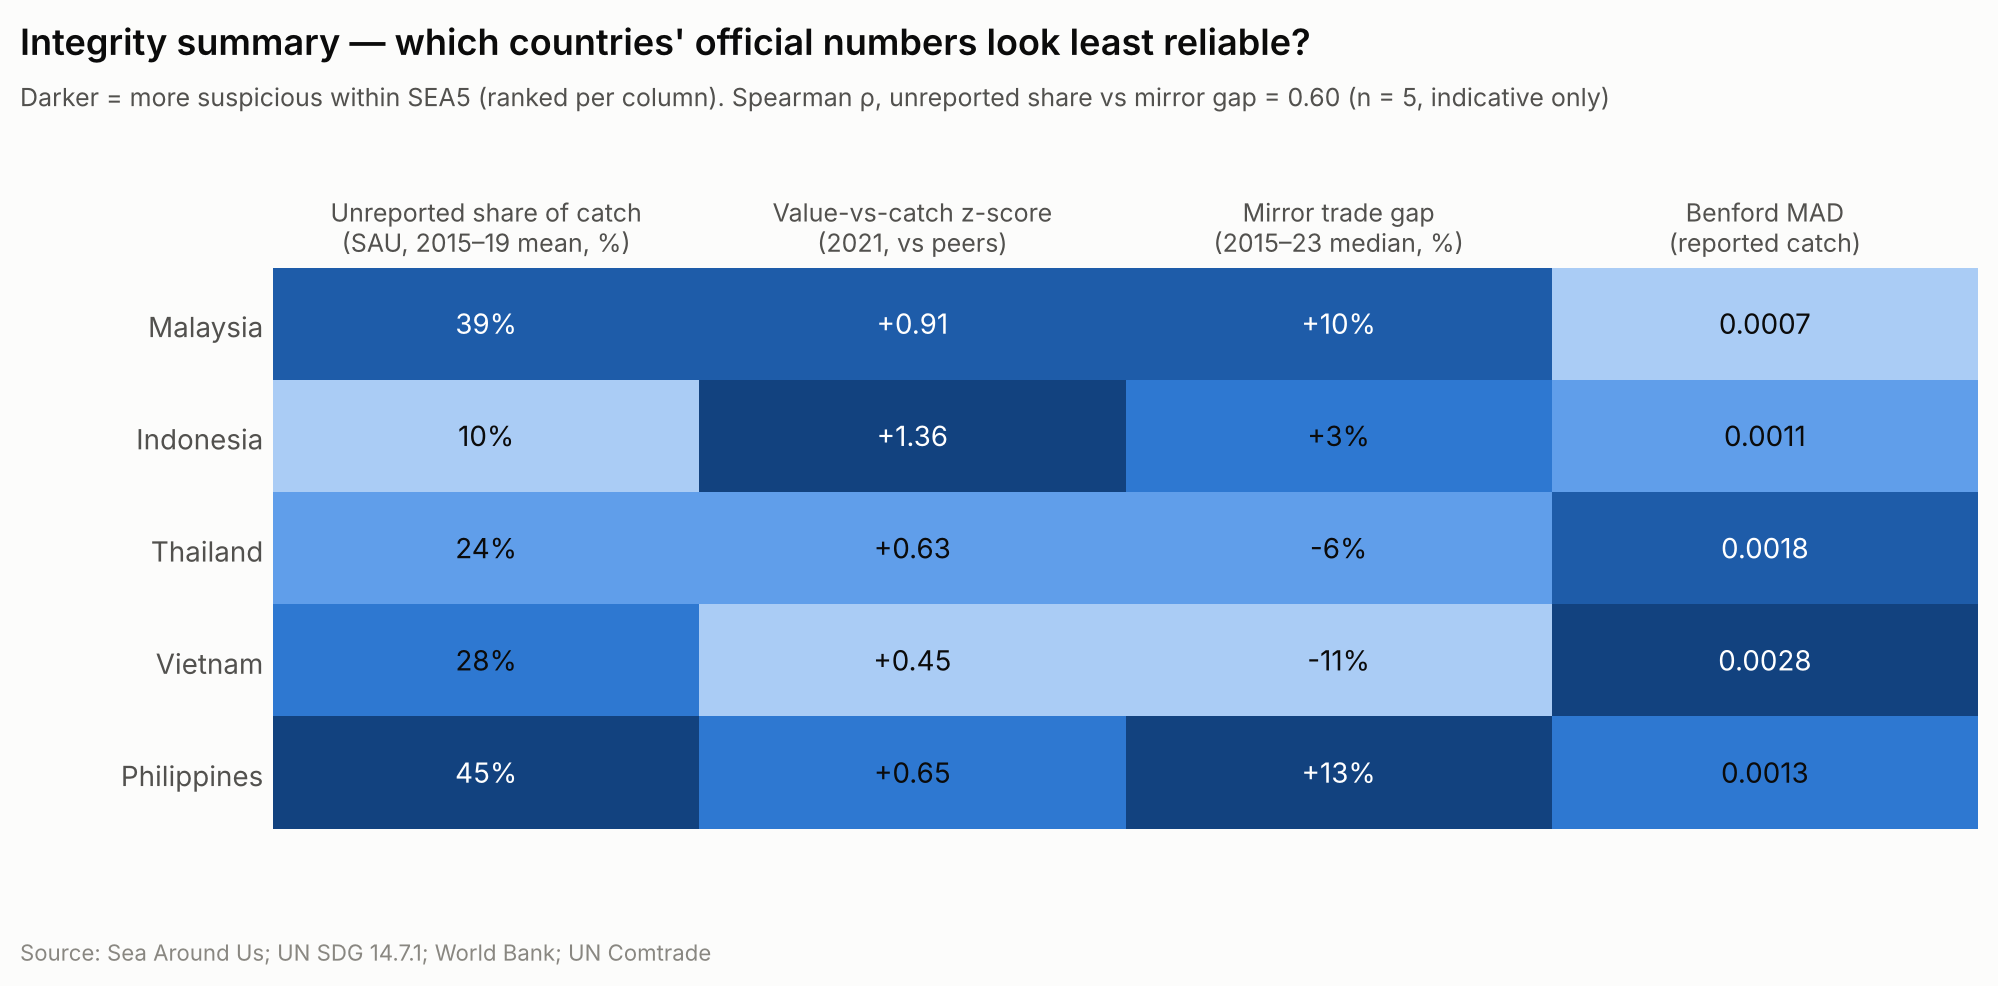 Integrity summary — which countries' official numbers look least reliable?
Darker = more suspicious within SEA5 (ranked per column). Spearman ρ, unreported share vs mirror gap = 0.60 (n = 5, indicative only)
Unreported share of catch
(SAU, 2015–19 mean, %)
Value-vs-catch z-score
(2021, vs peers)
Mirror trade gap
(2015–23 median, %)
Benford MAD
(reported catch)
Malaysia 39% +0.91 +10% 0.0007
Indonesia 10% +1.36 +3% 0.0011
Thailand 24% +0.63 -6% 0.0018
Vietnam 28% +0.45 -11% 0.0028
Philippines 45% +0.65 +13% 0.0013
Source: Sea Around Us; UN SDG 14.7.1; World Bank; UN Comtrade